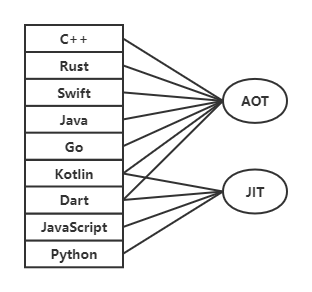 C++
Rust
Swift
Java
Go
Kotlin
Dart
JavaScript
Python
AOT
JIT